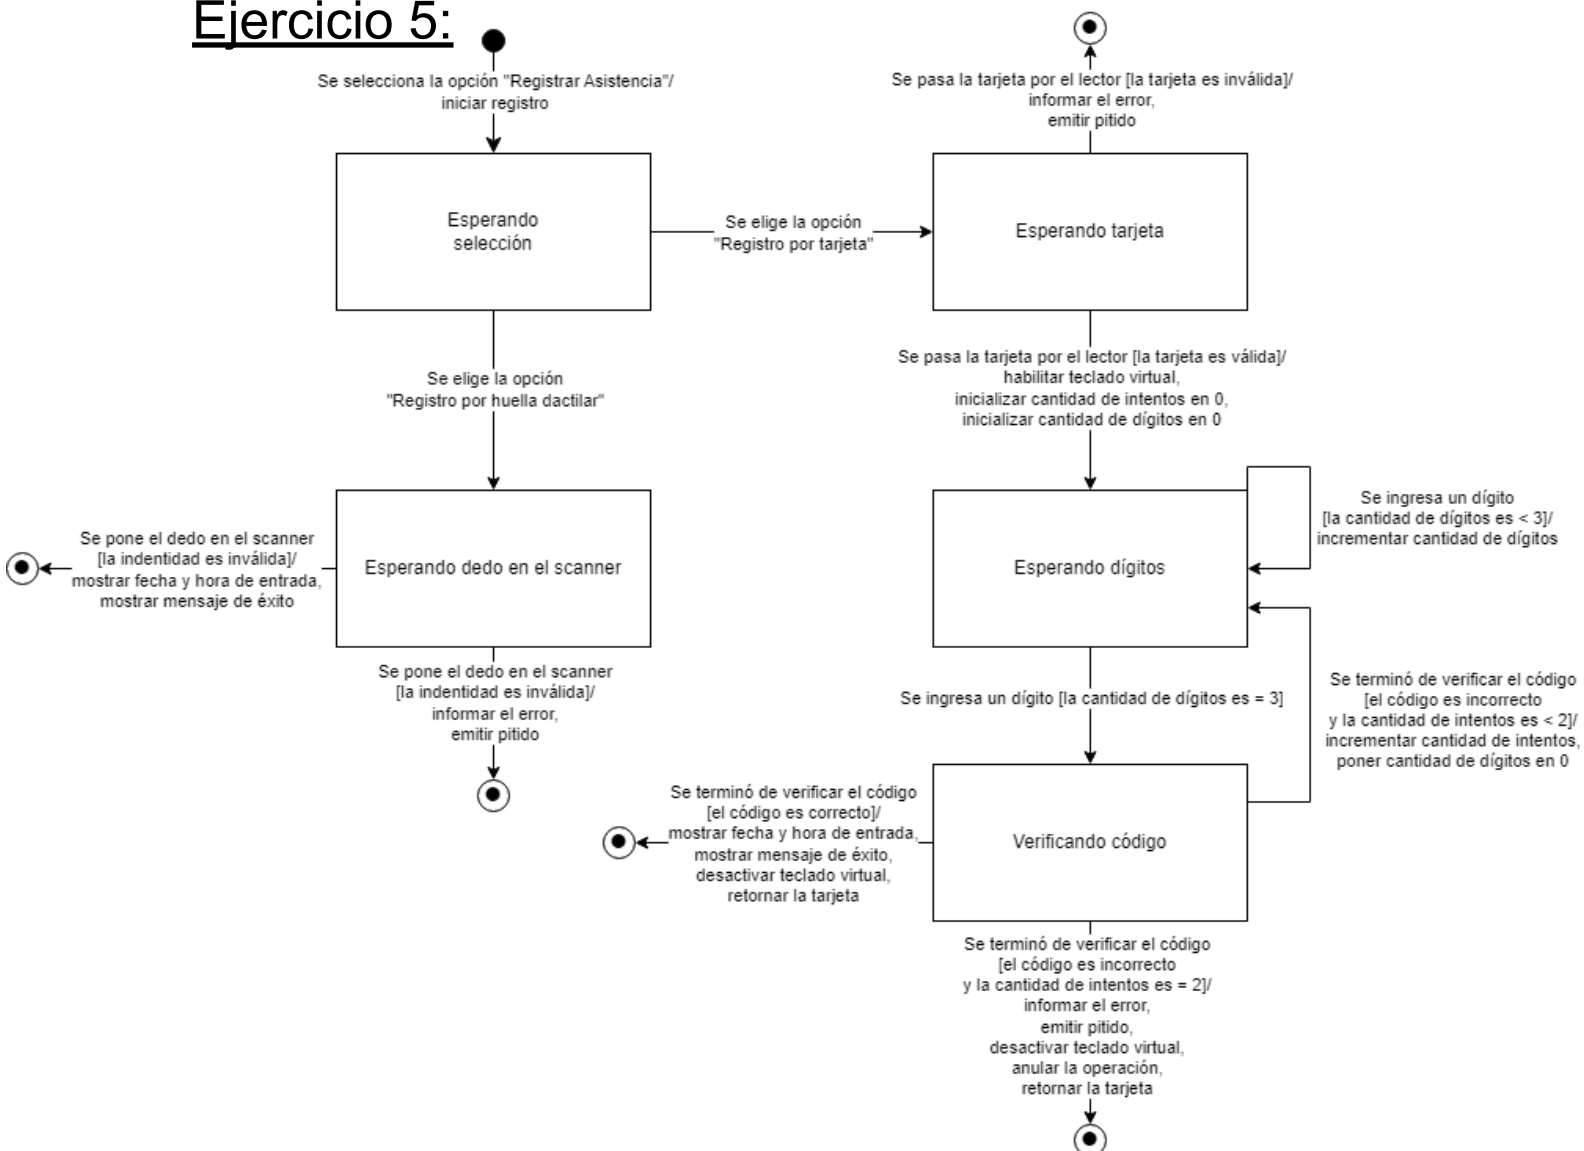 Ejercicio 5:
Se selecciona la opción "Registrar Asistencia"/
iniciar registro
Se pasa la tarjeta por el lector [la tarjeta es inválida]/
informar el error,
emitir pitido
Esperando
selección
Se elige la opción
"Registro por tarjeta"
Esperando tarjeta
Se elige la opción
"Registro por huella dactilar"
Se pasa la tarjeta por el lector [la tarjeta es válida]/
habilitar teclado virtual,
inicializar cantidad de intentos en 0,
inicializar cantidad de dígitos en 0
Se pone el dedo en el scanner
[la indentidad es inválida]/
mostrar fecha y hora de entrada,
mostrar mensaje de éxito
Esperando dedo en el scanner
Esperando dígitos
Se ingresa un dígito
[la cantidad de dígitos es < 3]/
incrementar cantidad de dígitos
Se pone el dedo en el scanner
[la indentidad es inválida]/
informar el error,
emitir pitido
Se ingresa un dígito [la cantidad de dígitos es = 3]
Se terminó de verificar el código
[el código es incorrecto
y la cantidad de intentos es < 2]/
incrementar cantidad de intentos,
poner cantidad de dígitos en 0
Se terminó de verificar el código
[el código es correcto]/
mostrar fecha y hora de entrada,
mostrar mensaje de éxito,
desactivar teclado virtual,
retornar la tarjeta
Verificando código
Se terminó de verificar el código
[el código es incorrecto
y la cantidad de intentos es = 2]/
informar el error,
emitir pitido,
desactivar teclado virtual,
anular la operación,
retornar la tarjeta